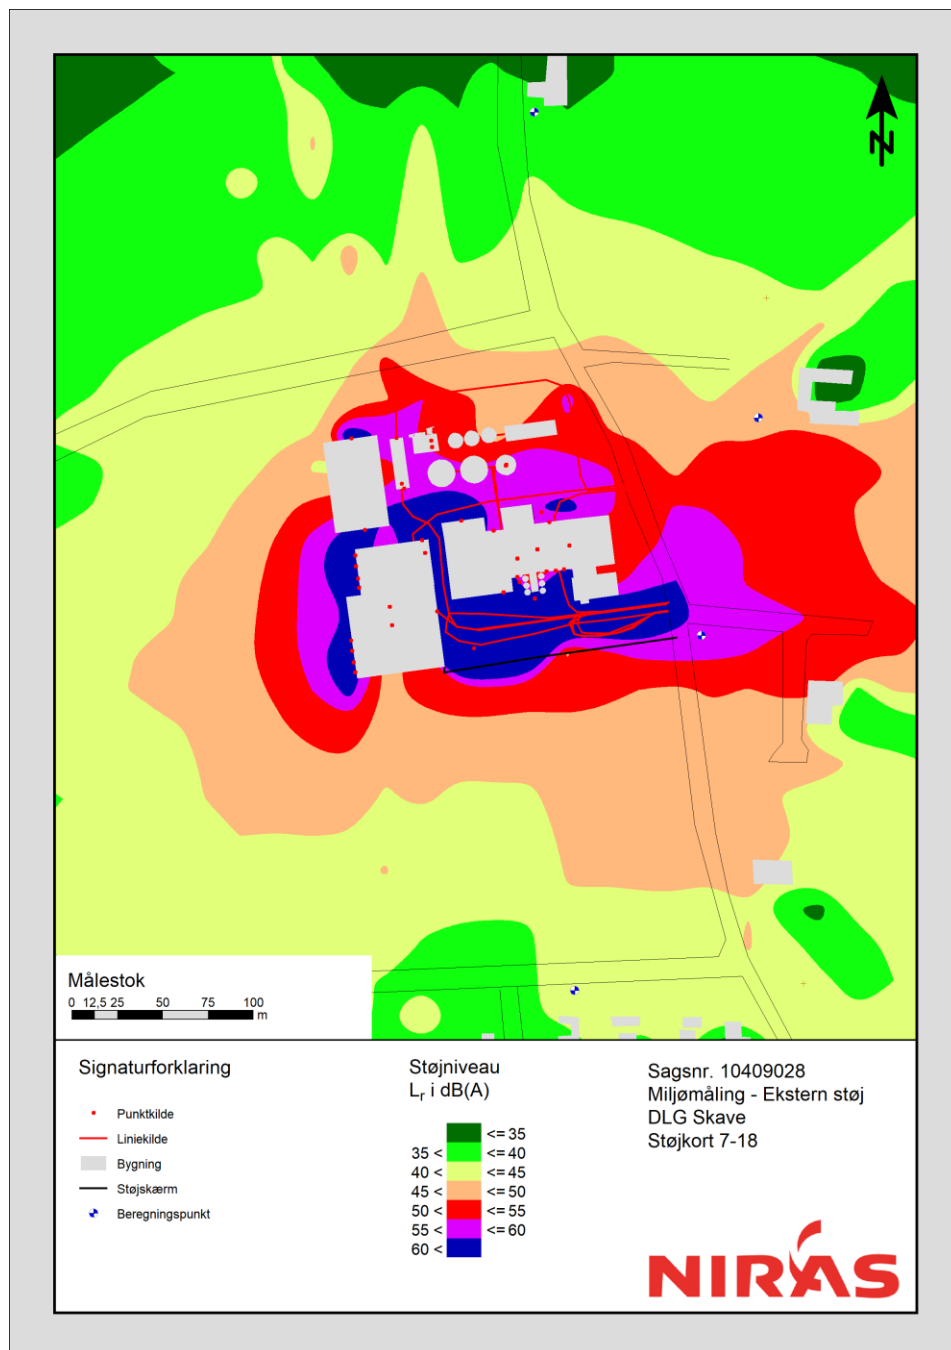 N
Målestok
0 12,5 25 50 75 100
m
Signaturforklaring
Punktkilde
Liniekilde
Bygning
Støjskærm
Beregningspunkt
Støjniveau
Lr i dB(A)
<= 35
35 < <= 40
40 < <= 45
45 < <= 50
50 < <= 55
55 < <= 60
60 <
Sagsnr. 10409028
Miljømåling - Ekstern støj
DLG Skave
Støjkort 7-18
NIRAS